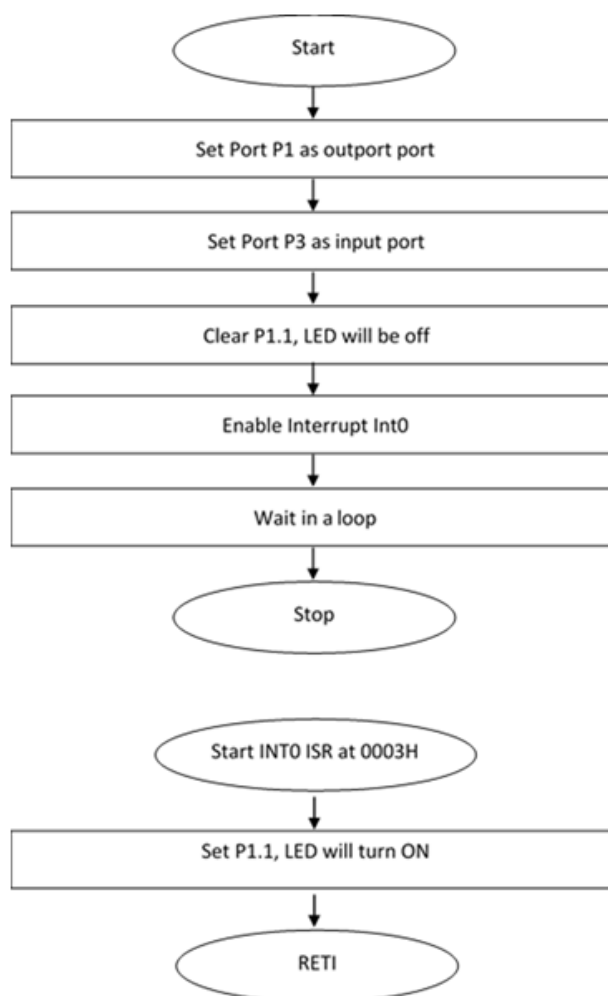 Start
Set Port P1 as outport port
Set Port P3 as input port
Clear P1.1, LED will be off
Enable Interrupt Int0
Wait in a loop
Stop
Start INT0 ISR at 0003H
Set P1.1, LED will turn ON
RETI